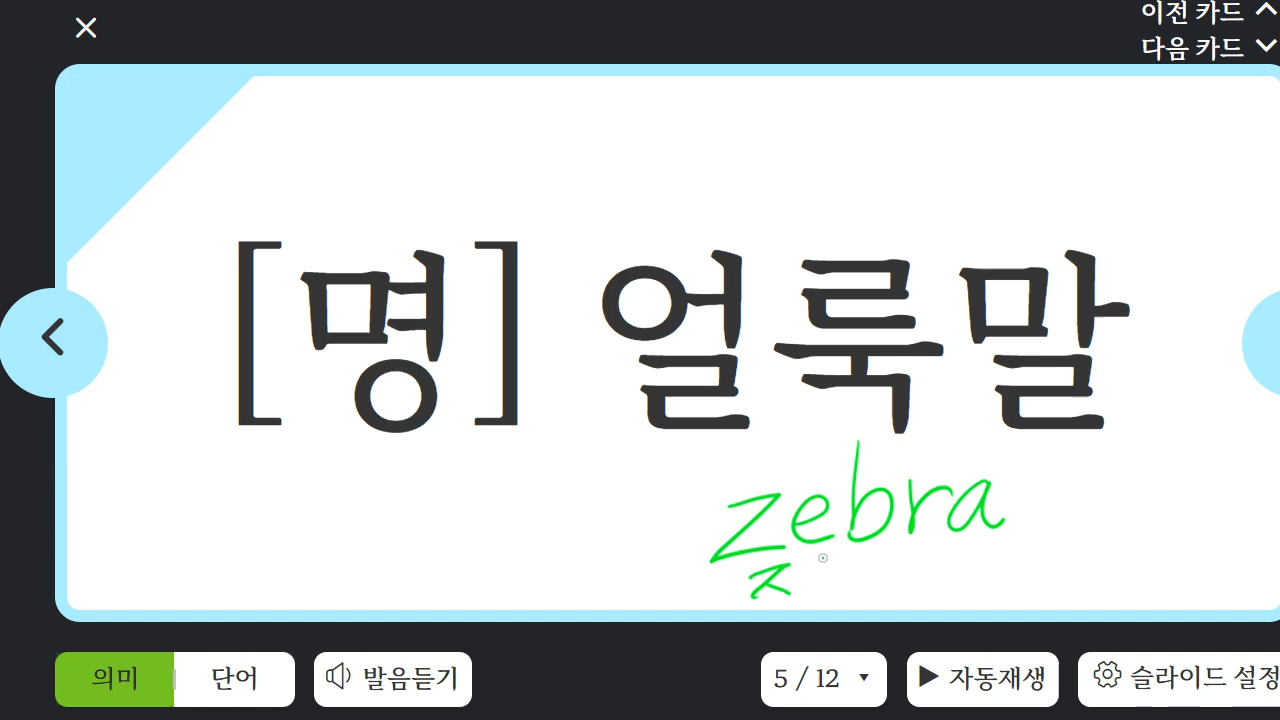 이전 카드
다음 카드
[명] 얼룩말
zebra
ㅈ
의미 단어 발음듣기 5 / 12 자동재생 슬라이드 설정